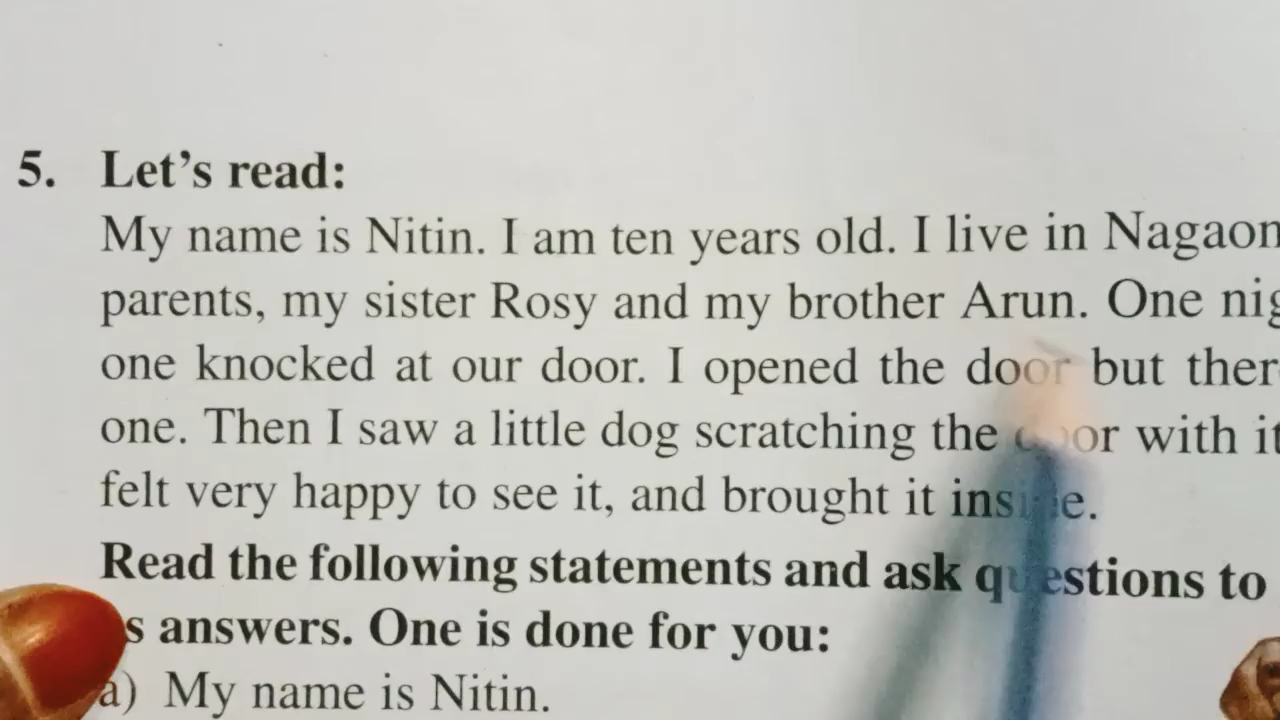 5. Let's read:
My name is Nitin. I am ten years old. I live in Nagaon
parents, my sister Rosy and my brother Arun. One nig
one knocked at our door. I opened the door but ther
one. Then I saw a little dog scratching the door with it
felt very happy to see it, and brought it inside.
Read the following statements and ask questions to
s answers. One is done for you:
a) My name is Nitin.